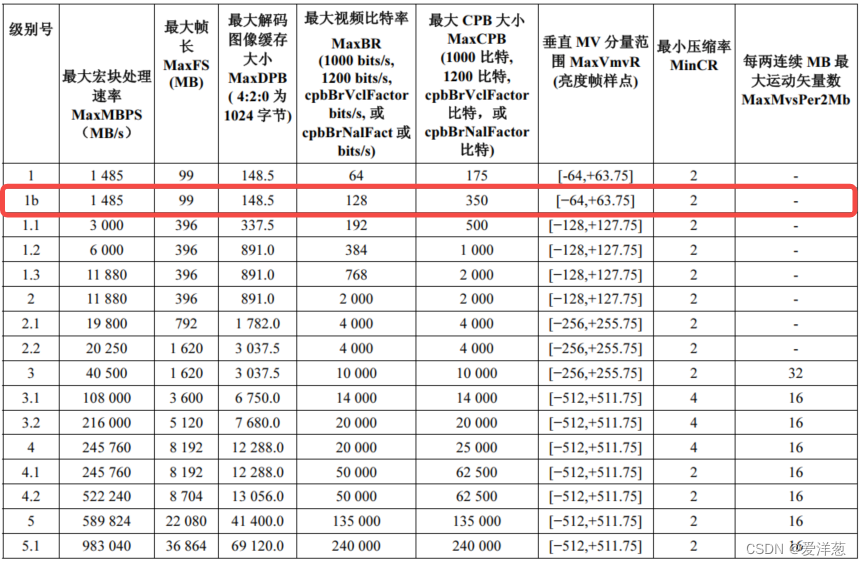 级别号 最大宏块处理速率 MaxMBPS （MB/s） 最大帧长 MaxFS (MB) 最大解码图像缓存大小 MaxDPB ( 4:2:0 为 1024 字节) 最大视频比特率 MaxBR (1000 bits/s, 1200 bits/s, cpbBrVclFactor bits/s, 或 cpbBrNalFact 或 bits/s) 最大 CPB 大小 MaxCPB (1000 比特, 1200 比特, cpbBrVclFactor 比特，或 cpbBrNalFactor 比特) 垂直 MV 分量范围 MaxVmvR (亮度帧样点) 最小压缩率 MinCR 每两连续 MB 最大运动矢量数 MaxMvsPer2Mb
1 1 485 99 148.5 64 175 [-64,+63.75] 2 -
1b 1 485 99 148.5 128 350 [−64,+63.75] 2 -
1.1 3 000 396 337.5 192 500 [−128,+127.75] 2 -
1.2 6 000 396 891.0 384 1 000 [−128,+127.75] 2 -
1.3 11 880 396 891.0 768 2 000 [−128,+127.75] 2 -
2 11 880 396 891.0 2 000 2 000 [−128,+127.75] 2 -
2.1 19 800 792 1 782.0 4 000 4 000 [−256,+255.75] 2 -
2.2 20 250 1 620 3 037.5 4 000 4 000 [−256,+255.75] 2 -
3 40 500 1 620 3 037.5 10 000 10 000 [−256,+255.75] 2 32
3.1 108 000 3 600 6 750.0 14 000 14 000 [−512,+511.75] 4 16
3.2 216 000 5 120 7 680.0 20 000 20 000 [−512,+511.75] 4 16
4 245 760 8 192 12 288.0 20 000 25 000 [−512,+511.75] 4 16
4.1 245 760 8 192 12 288.0 50 000 62 500 [−512,+511.75] 2 16
4.2 522 240 8 704 13 056.0 50 000 62 500 [−512,+511.75] 2 16
5 589 824 22 080 41 400.0 135 000 135 000 [−512,+511.75] 2 16
5.1 983 040 36 864 69 120.0 240 000 240 000 [−512,+511.75] 2 16
CSDN @爱洋葱